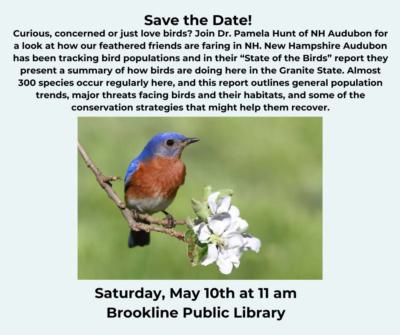 Save the Date!
Curious, concerned or just love birds? Join Dr. Pamela Hunt of NH Audubon for
a look at how our feathered friends are faring in NH. New Hampshire Audubon
has been tracking bird populations and in their “State of the Birds” report they
present a summary of how birds are doing here in the Granite State. Almost
300 species occur regularly here, and this report outlines general population
trends, major threats facing birds and their habitats, and some of the
conservation strategies that might help them recover.
Saturday, May 10th at 11 am
Brookline Public Library